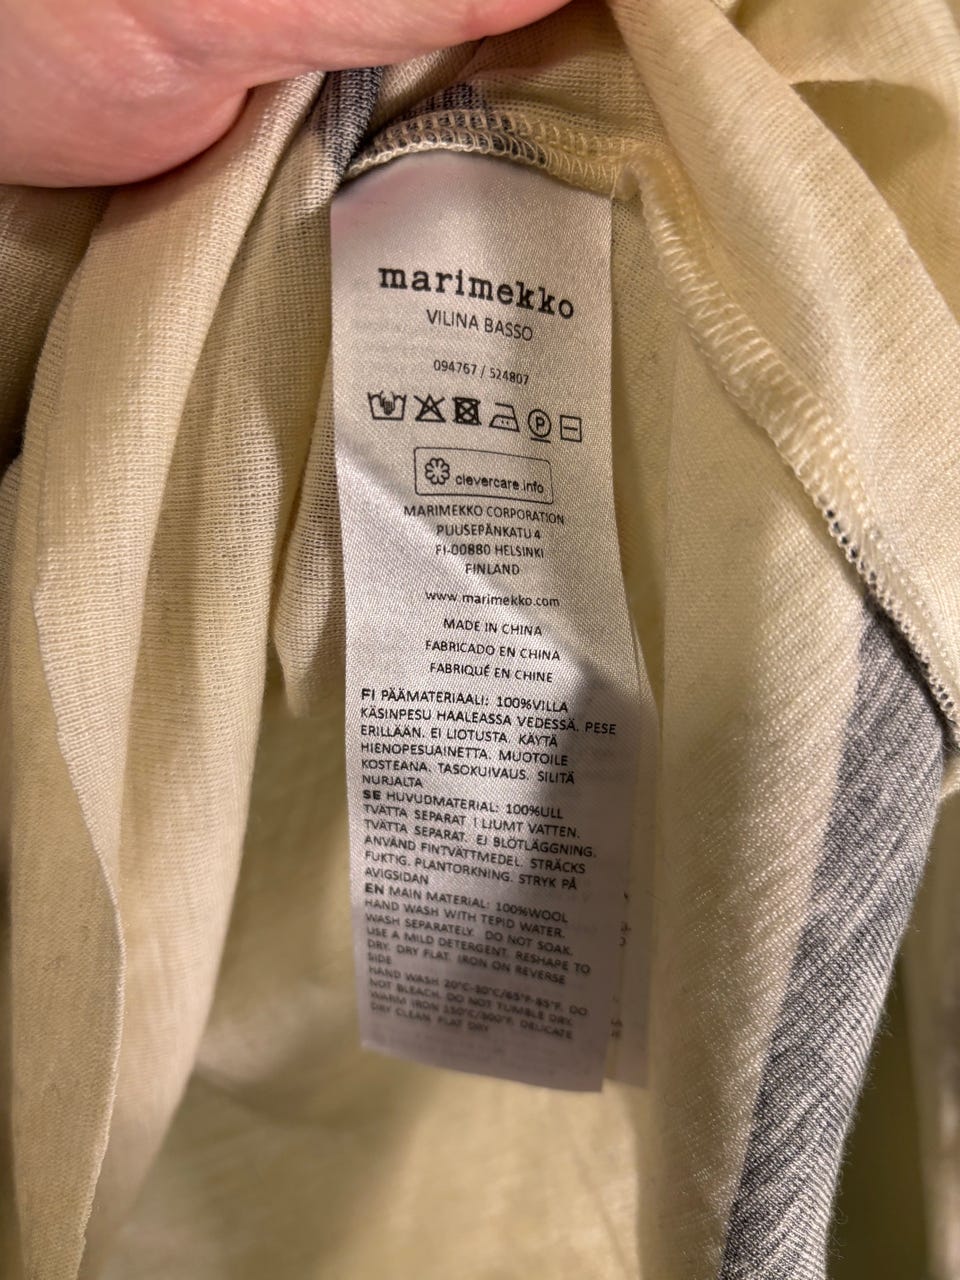 marimekko
VILINA BASSO
094767 / 524807
P
clevercare.info
MARIMEKKO CORPORATION
PUUSEPÄNKATU 4
FI-00880 HELSINKI
FINLAND
www.marimekko.com
MADE IN CHINA
FABRICADO EN CHINA
FABRIQUÉ EN CHINE
FI PÄÄMATERIAALI: 100%VILLA
KÄSINPESU HAALEASSA VEDESSÄ. PESE
ERILLÄÄN. EI LIOTUSTA. KÄYTÄ
HIENOPESUAINETTA. MUOTOILE
KOSTEANA. TASOKUIVAUS. SILITÄ
NURJALTA
SE HUVUDMATERIAL: 100%ULL
TVÄTTA SEPARAT I LJUMT VATTEN.
TVÄTTA SEPARAT. EJ BLÖTLÄGGNING.
ANVÄND FINTVÄTTMEDEL. STRÄCKS
FUKTIG. PLANTORKNING. STRYK PÅ
AVIGSIDAN
EN MAIN MATERIAL: 100%WOOL
HAND WASH WITH TEPID WATER.
WASH SEPARATELY. DO NOT SOAK.
USE A MILD DETERGENT. RESHAPE TO
DRY. DRY FLAT. IRON ON REVERSE
SIDE
HAND WASH 20°C-30°C/65°F-85°F. DO
NOT BLEACH. DO NOT TUMBLE DRY.
WARM IRON 150°C/300°F. DELICATE
DRY CLEAN. FLAT DRY